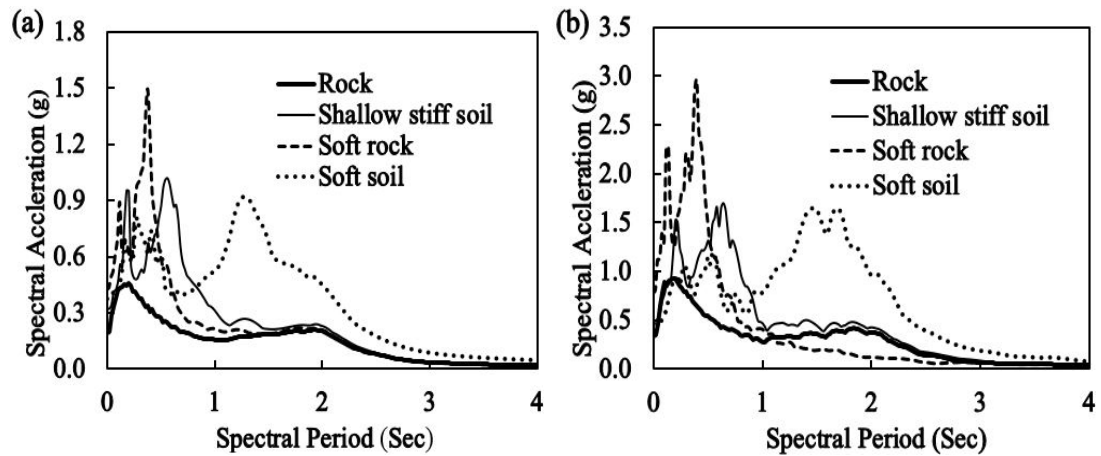 (a)
1.8
1.5
1.2
0.9
0.6
0.3
0.0
Spectral Accleration (g)
Rock
Shallow stiff soil
Soft rock
Soft soil
0 1 2 3 4
Spectral Period (Sec)
(b)
3.5
3.0
2.5
2.0
1.5
1.0
0.5
0.0
Spectral Acclertion (g)
Rock
Shallow stiff soil
Soft rock
Soft soil
0 1 2 3 4
Spectral Period (Sec)